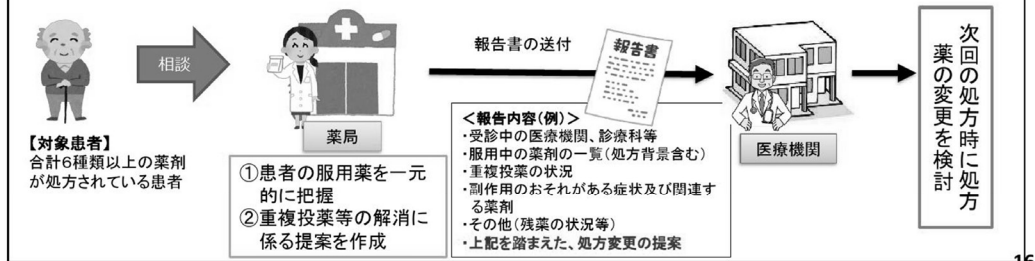 相談
【対象患者】
合計6種類以上の薬剤
が処方されている患者
薬局
①患者の服用薬を一元
的に把握
②重複投薬等の解消に
係る提案を作成
報告書の送付
報告書
＜報告内容(例)＞
・受診中の医療機関、診療科等
・服用中の薬剤の一覧(処方背景含む)
・重複投薬の状況
・副作用のおそれがある症状及び関連す
る薬剤
・その他(残薬の状況等)
・上記を踏まえた、処方変更の提案
医療機関
次回の処方時に処方
薬の変更を検討
16